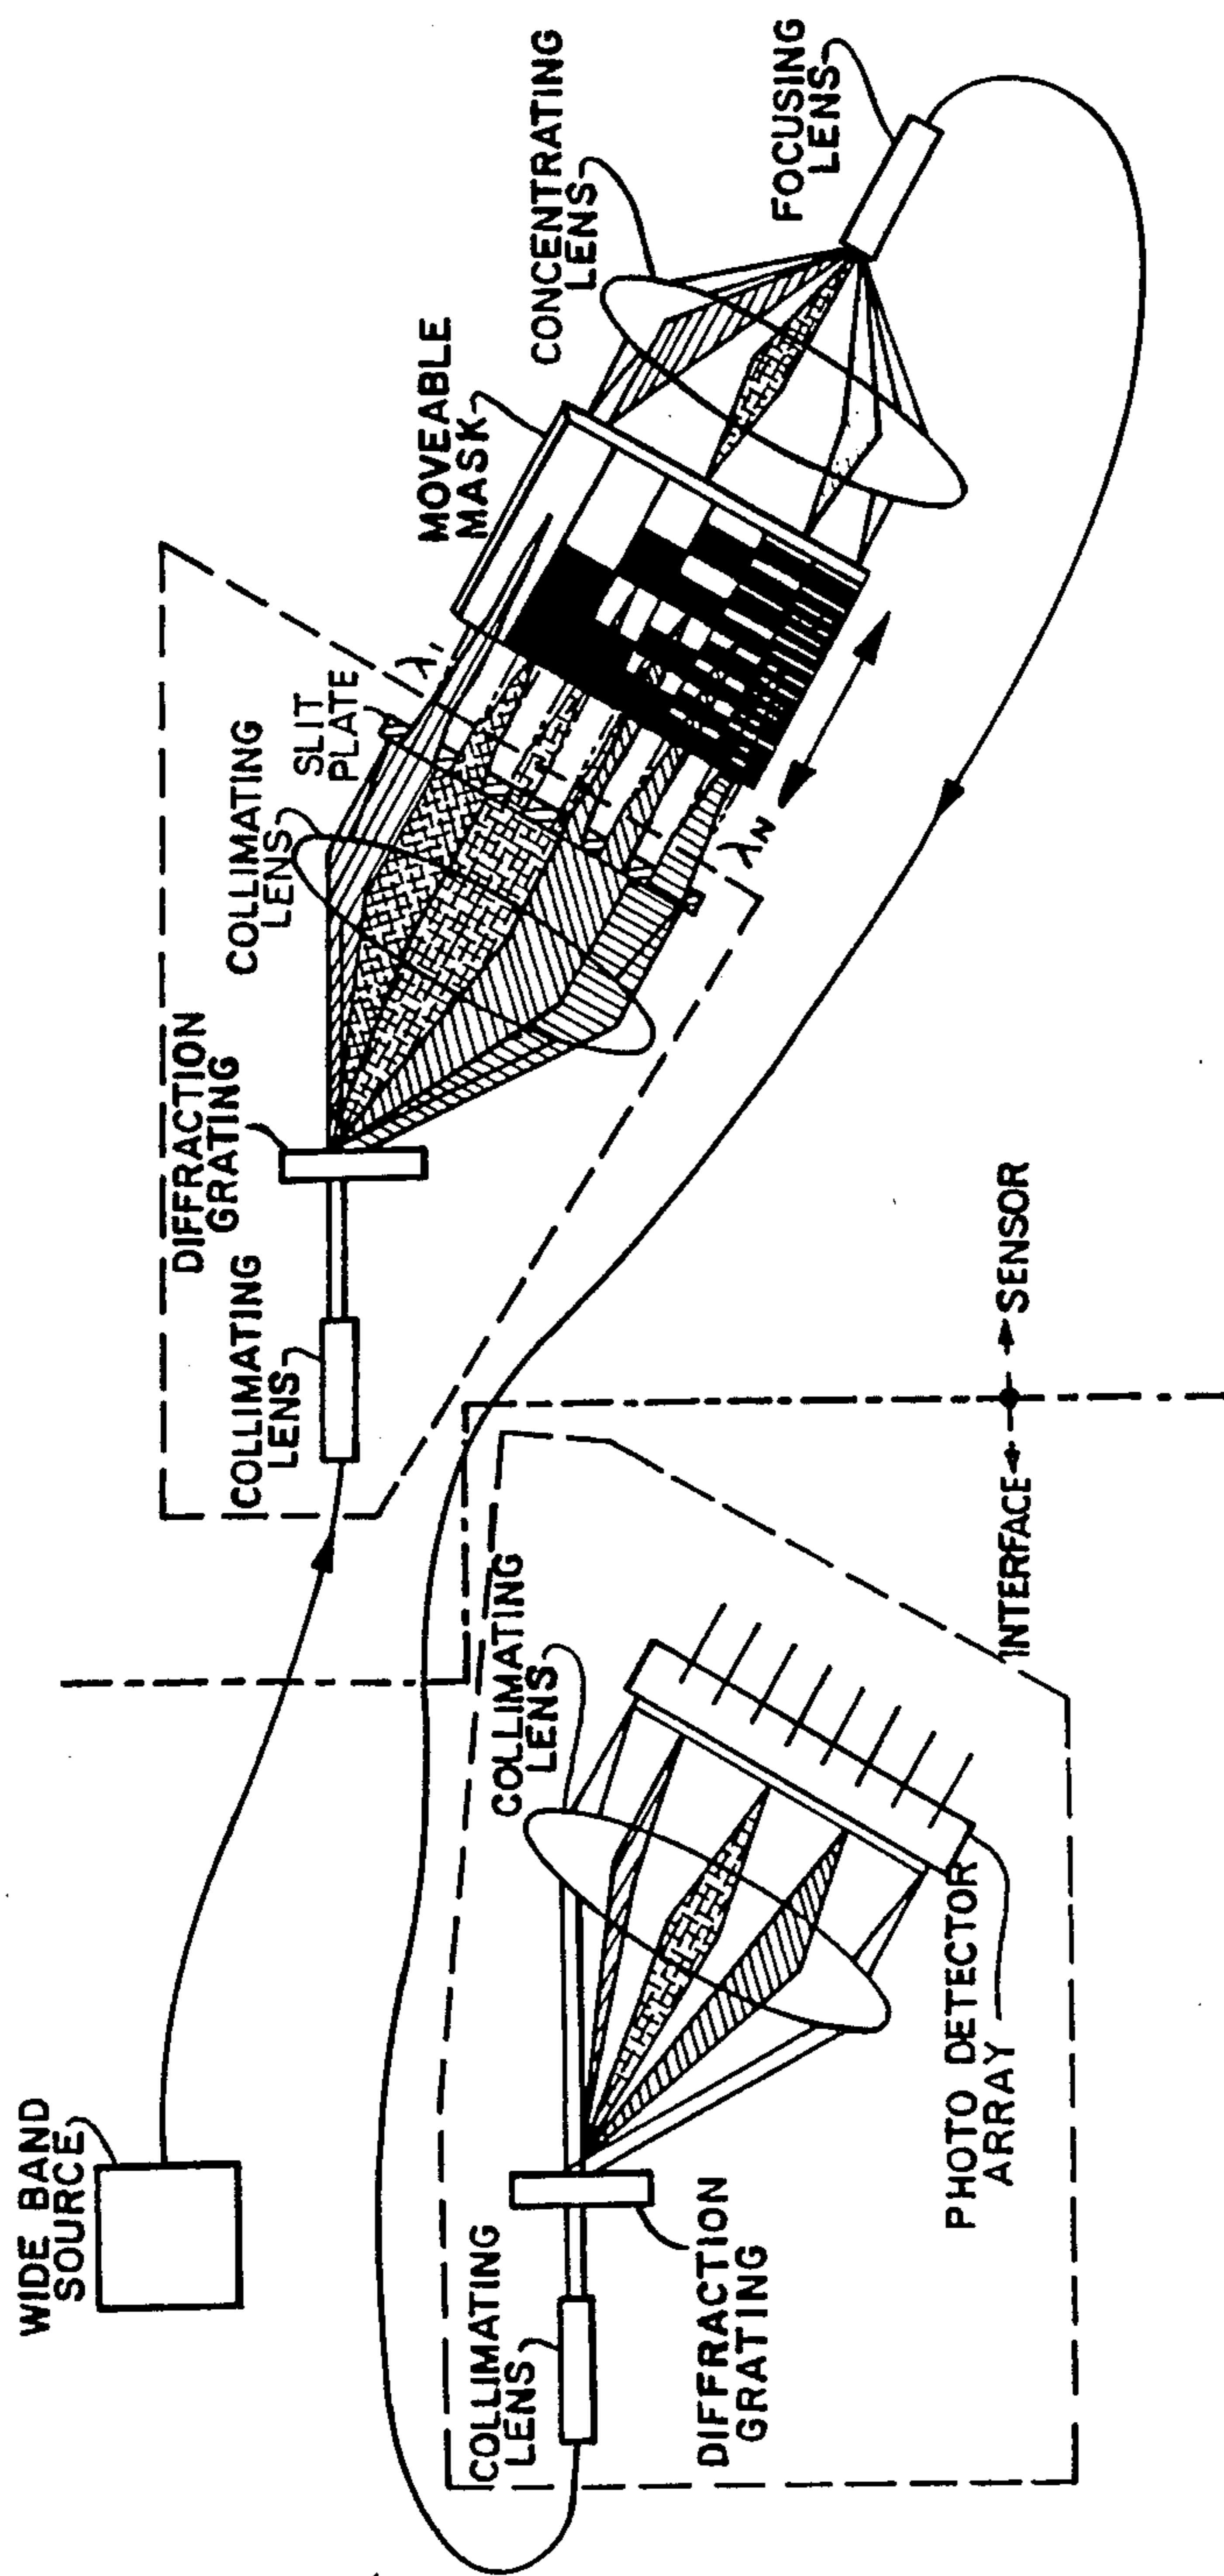 WIDE BAND
SOURCE
COLLIMATING
LENS
DIFFRACTION
GRATING
COLLIMATING
LENS
SLIT
PLATE
λ₁
λN
MOVEABLE
MASK
CONCENTRATING
LENS
FOCUSING
LENS
COLLIMATING
LENS
DIFFRACTION
GRATING
COLLIMATING
LENS
PHOTO DETECTOR
ARRAY
INTERFACE
SENSOR